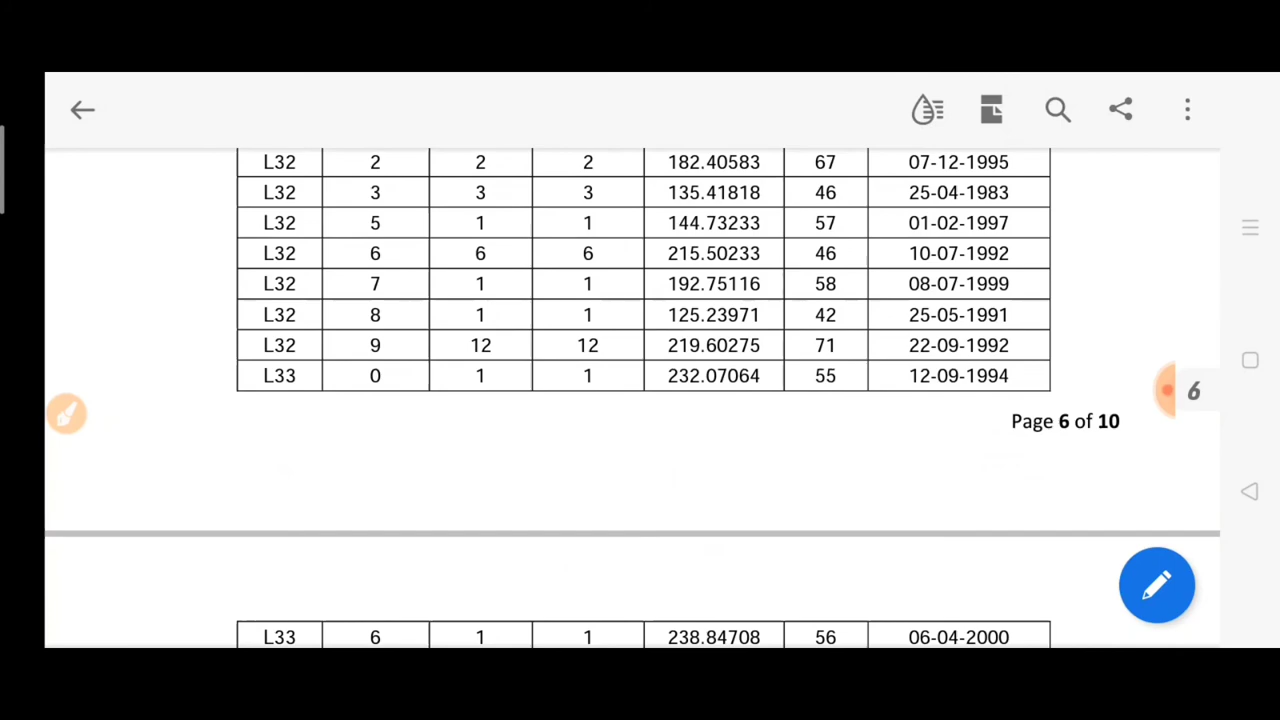 L32 2 2 2 182.40583 67 07-12-1995
L32 3 3 3 135.41818 46 25-04-1983
L32 5 1 1 144.73233 57 01-02-1997
L32 6 6 6 215.50233 46 10-07-1992
L32 7 1 1 192.75116 58 08-07-1999
L32 8 1 1 125.23971 42 25-05-1991
L32 9 12 12 219.60275 71 22-09-1992
L33 0 1 1 232.07064 55 12-09-1994
6
Page 6 of 10
L33 6 1 1 238.84708 56 06-04-2000